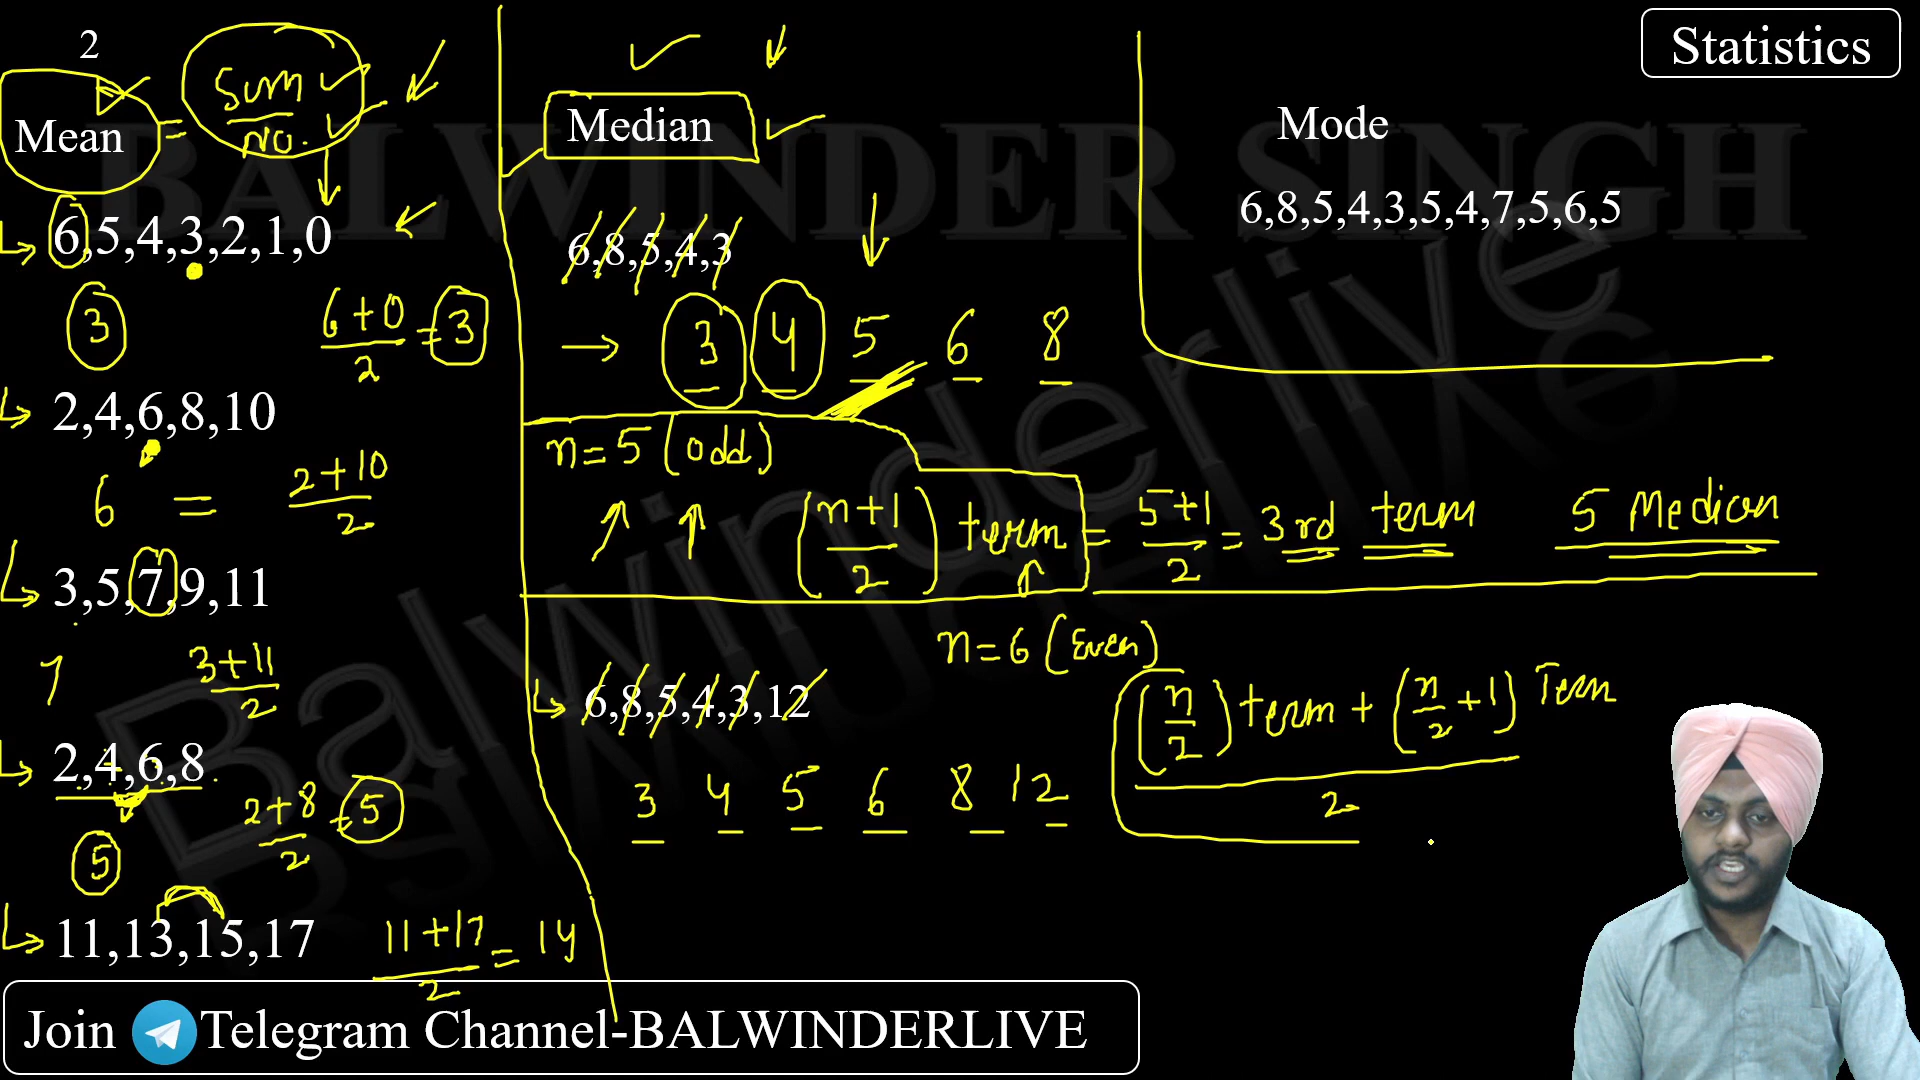 Statistics
2
Mean = Sum/No.
6,5,4,3,2,1,0
3
(6+0)/2 = 3
2,4,6,8,10
6 = (2+10)/2
3,5,7,9,11
7
(3+11)/2
2,4,6,8
(2+8)/2 = 5
5
11,13,15,17
(11+17)/2 = 14
Median
6,8,5,4,3
→ 3 4 5 6 8
n=5 (odd)
((n+1)/2) term = (5+1)/2 = 3rd term 5 Median
n=6 (Even)
6,8,5,4,3,12
((n/2) term + (n/2 + 1) Term)/2
3 4 5 6 8 12
Mode
6,8,5,4,3,5,4,7,5,6,5
BALWINDER SINGH
Balwinderlive
Join Telegram Channel-BALWINDERLIVE